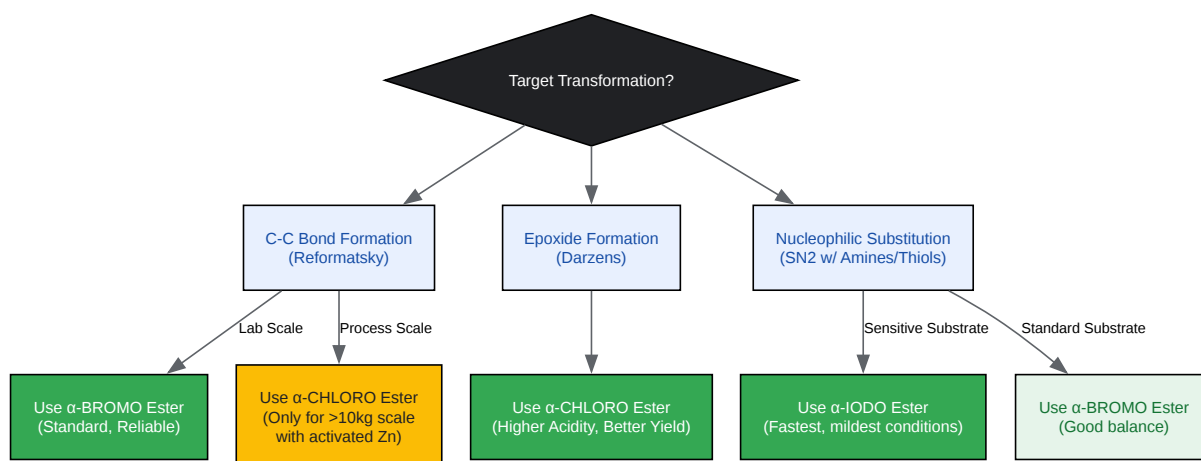 Target Transformation?
C-C Bond Formation
(Reformatsky)
Epoxide Formation
(Darzens)
Nucleophilic Substitution
(SN2 w/ Amines/Thiols)
Lab Scale
Process Scale
Sensitive Substrate
Standard Substrate
Use α-BROMO Ester
(Standard, Reliable)
Use α-CHLORO Ester
(Only for >10kg scale
with activated Zn)
Use α-CHLORO Ester
(Higher Acidity, Better Yield)
Use α-IODO Ester
(Fastest, mildest conditions)
Use α-BROMO Ester
(Good balance)